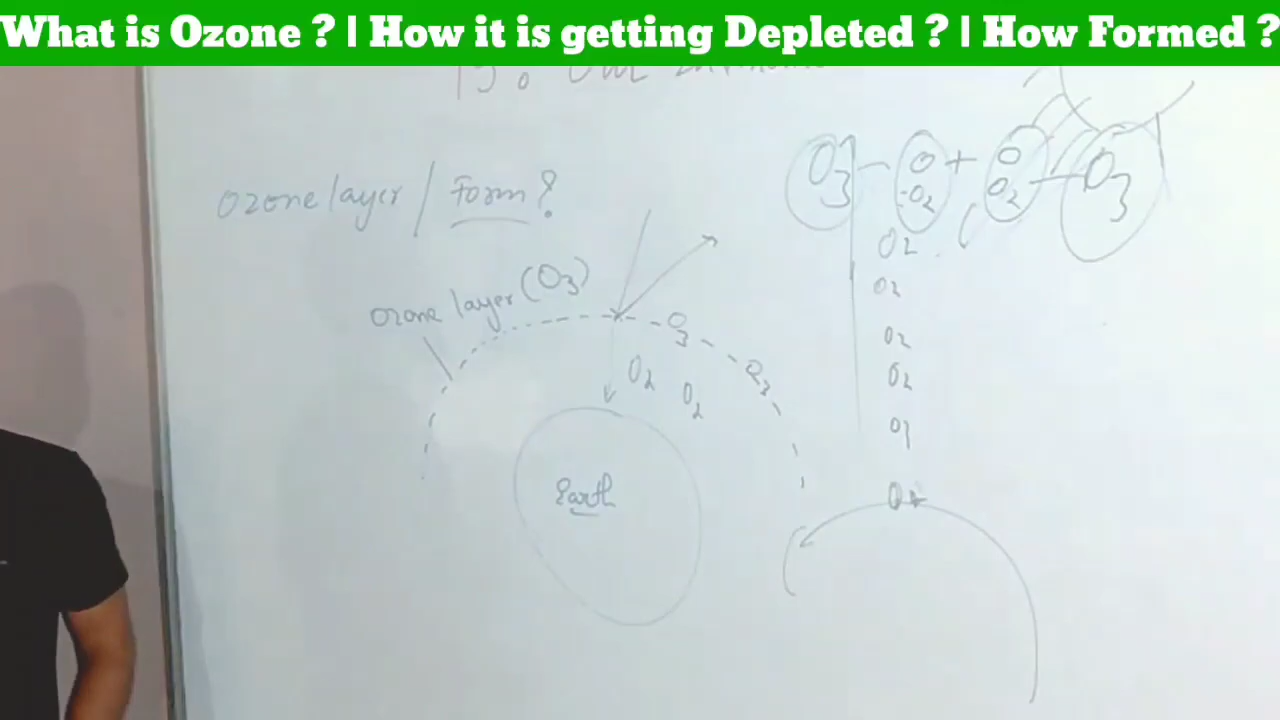 What is Ozone ? | How it is getting Depleted ? | How Formed ?
Ozone layer / Form?
O3 - O + O
O2 O2 - O3
O2
O2
O2
O2
Ozone layer (O3)
O3
O3
O2 O2
Earth